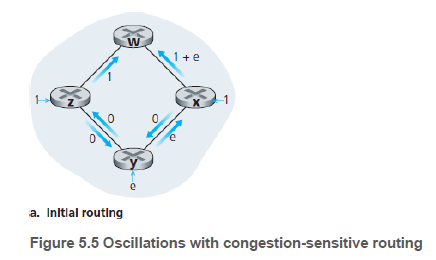 w
1 + e
1
1 z x 1
0 0
0 e
y
e
a. Initial routing
Figure 5.5 Oscillations with congestion-sensitive routing